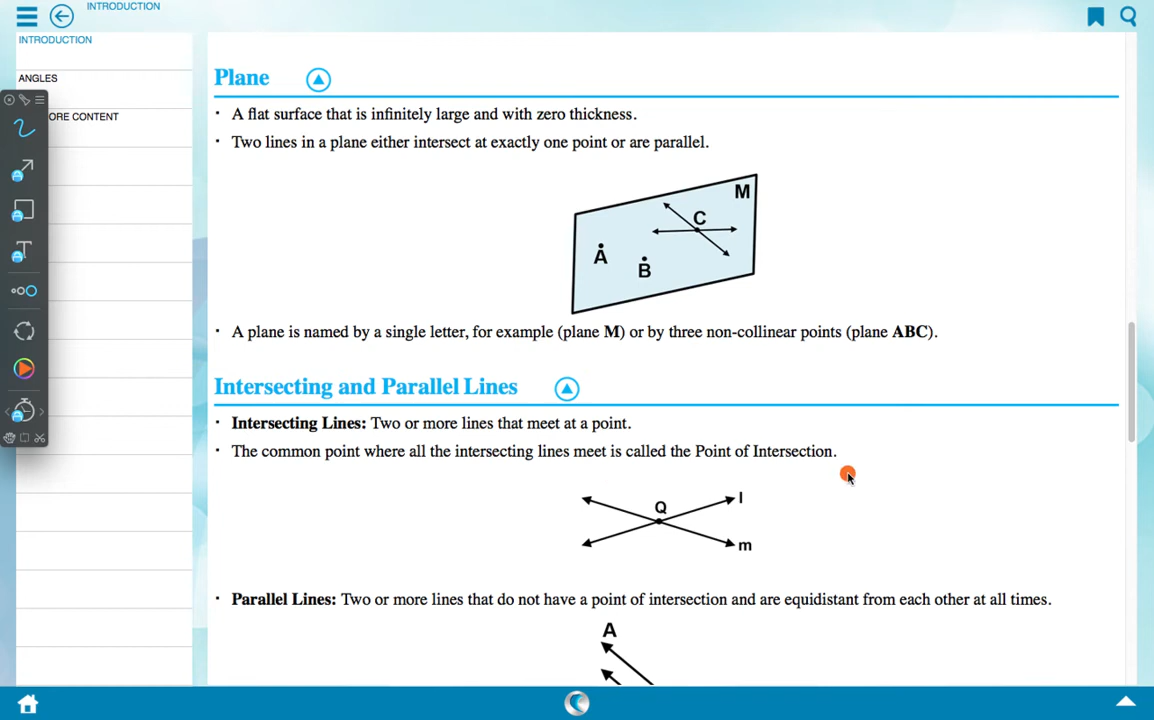 INTRODUCTION
INTRODUCTION
ANGLES
ORE CONTENT
Plane
· A flat surface that is infinitely large and with zero thickness.
· Two lines in a plane either intersect at exactly one point or are parallel.
M
C
A
B
· A plane is named by a single letter, for example (plane M) or by three non-collinear points (plane ABC).
Intersecting and Parallel Lines
· Intersecting Lines: Two or more lines that meet at a point.
· The common point where all the intersecting lines meet is called the Point of Intersection.
Q
l
m
· Parallel Lines: Two or more lines that do not have a point of intersection and are equidistant from each other at all times.
A